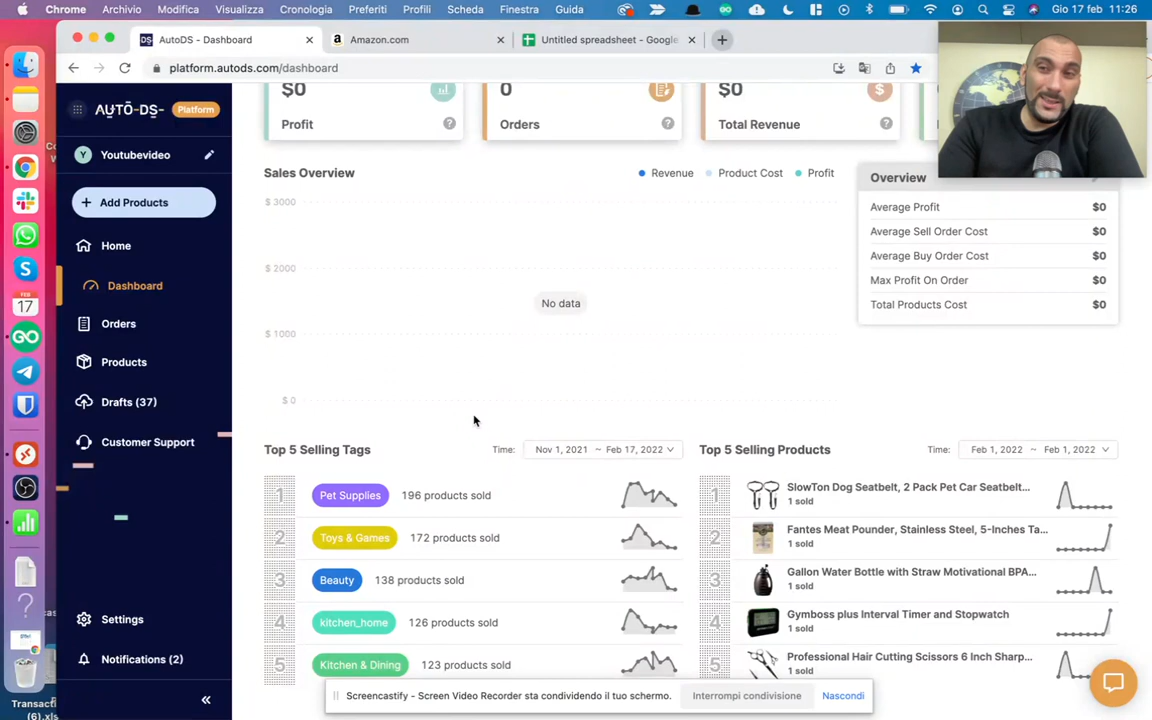 Chrome Archivio Modifica Visualizza Cronologia Preferiti Profili Scheda Finestra Guida Gio 17 feb 11:26
AutoDS - Dashboard
Amazon.com
Untitled spreadsheet - Google
platform.autods.com/dashboard
AUTO-DS- Platform
Youtubevideo
Add Products
Home
Dashboard
Orders
Products
Drafts (37)
Customer Support
Settings
Notifications (2)
FEB
17
$0
Profit
0
Orders
$0
Total Revenue
Sales Overview
Revenue Product Cost Profit
$ 3000
$ 2000
No data
$ 1000
$ 0
Overview
Average Profit $0
Average Sell Order Cost $0
Average Buy Order Cost $0
Max Profit On Order $0
Total Products Cost $0
Top 5 Selling Tags
Time: Nov 1, 2021 ~ Feb 17, 2022
1 Pet Supplies 196 products sold
2 Toys & Games 172 products sold
3 Beauty 138 products sold
4 kitchen_home 126 products sold
5 Kitchen & Dining 123 products sold
Top 5 Selling Products
Time: Feb 1, 2022 ~ Feb 1, 2022
1 SlowTon Dog Seatbelt, 2 Pack Pet Car Seatbelt...
1 sold
2 Fantes Meat Pounder, Stainless Steel, 5-Inches Ta...
1 sold
3 Gallon Water Bottle with Straw Motivational BPA...
1 sold
4 Gymboss plus Interval Timer and Stopwatch
1 sold
5 Professional Hair Cutting Scissors 6 Inch Sharp...
1 sold
Screencastify - Screen Video Recorder sta condividendo il tuo schermo.
Interrompi condivisione
Nascondi
Transacti
(6).xls